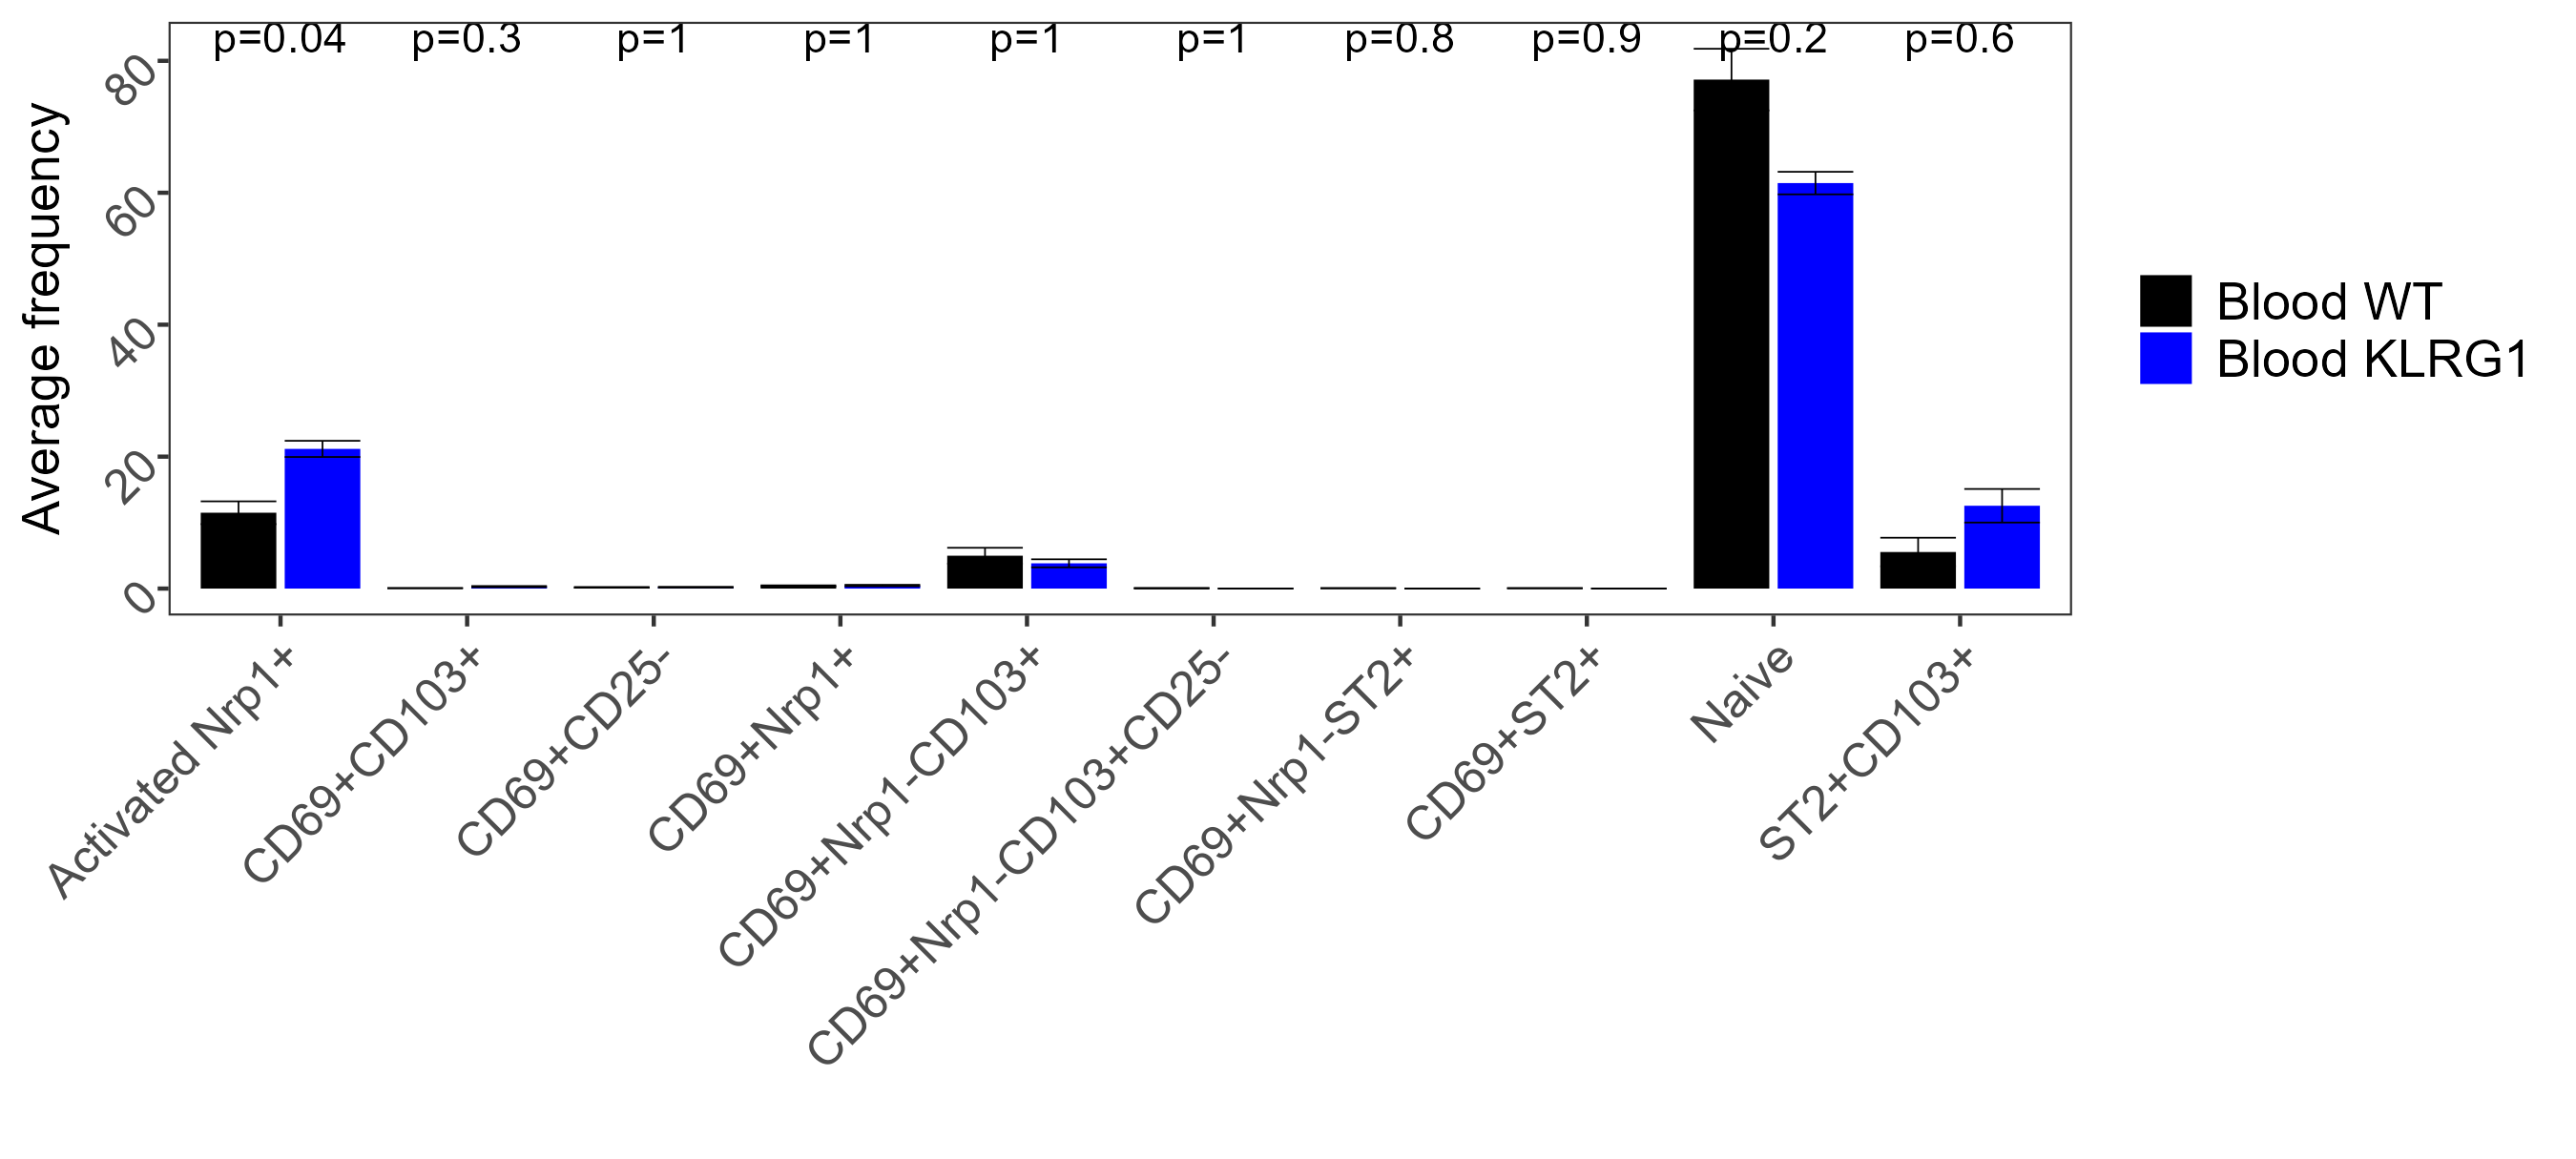 p=0.04 p=0.3 p=1 p=1 p=1 p=1 p=0.8 p=0.9 p=0.2 p=0.6
Average frequency
80
60
40
20
0
Activated Nrp1+
CD69+CD103+
CD69+CD25-
CD69+Nrp1+
CD69+Nrp1-CD103+
CD69+Nrp1-CD103+CD25-
CD69+Nrp1-ST2+
CD69+ST2+
Naive
ST2+CD103+
Blood WT
Blood KLRG1